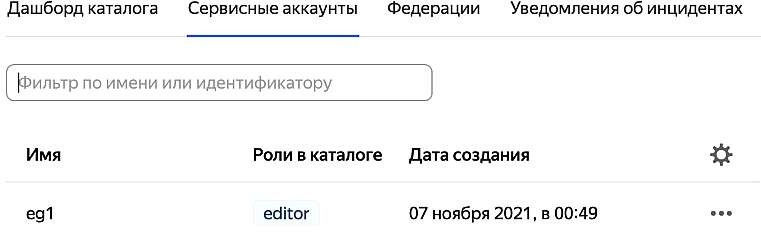 Дашборд каталога Сервисные аккаунты Федерации Уведомления об инцидентах
Фильтр по имени или идентификатору
Имя Роли в каталоге Дата создания
eg1 editor 07 ноября 2021, в 00:49